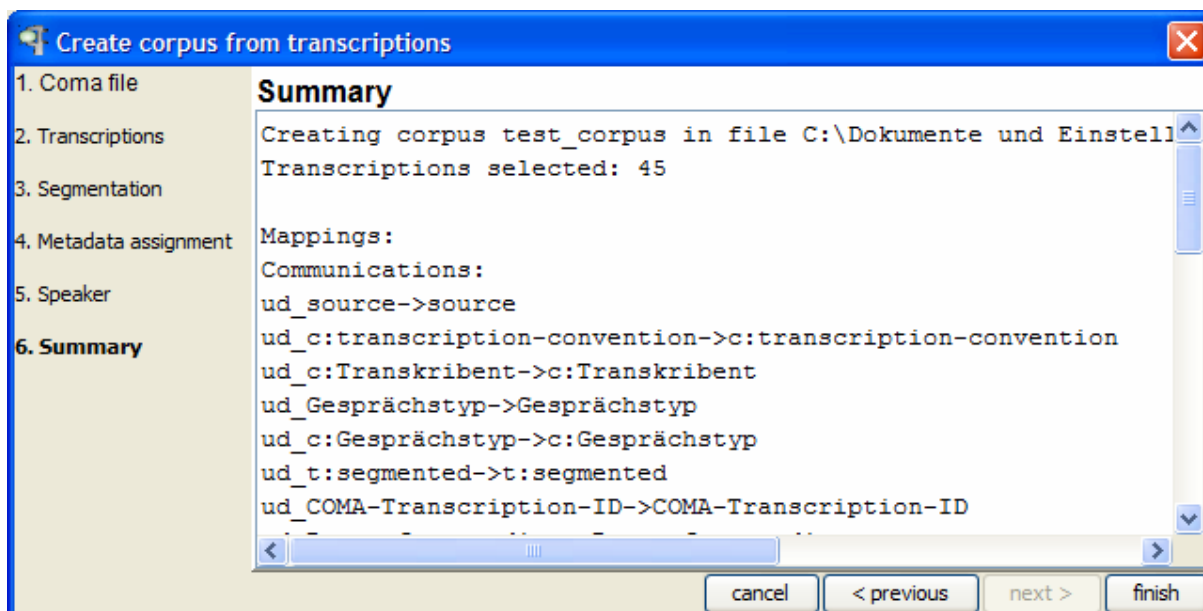 Create corpus from transcriptions
1. Coma file
2. Transcriptions
3. Segmentation
4. Metadata assignment
5. Speaker
6. Summary
Summary
Creating corpus test_corpus in file C:\Dokumente und Einstell
Transcriptions selected: 45
Mappings:
Communications:
ud_source->source
ud_c:transcription-convention->c:transcription-convention
ud_c:Transkribent->c:Transkribent
ud_Gesprächstyp->Gesprächstyp
ud_c:Gesprächstyp->c:Gesprächstyp
ud_t:segmented->t:segmented
ud_COMA-Transcription-ID->COMA-Transcription-ID
cancel
< previous
next >
finish